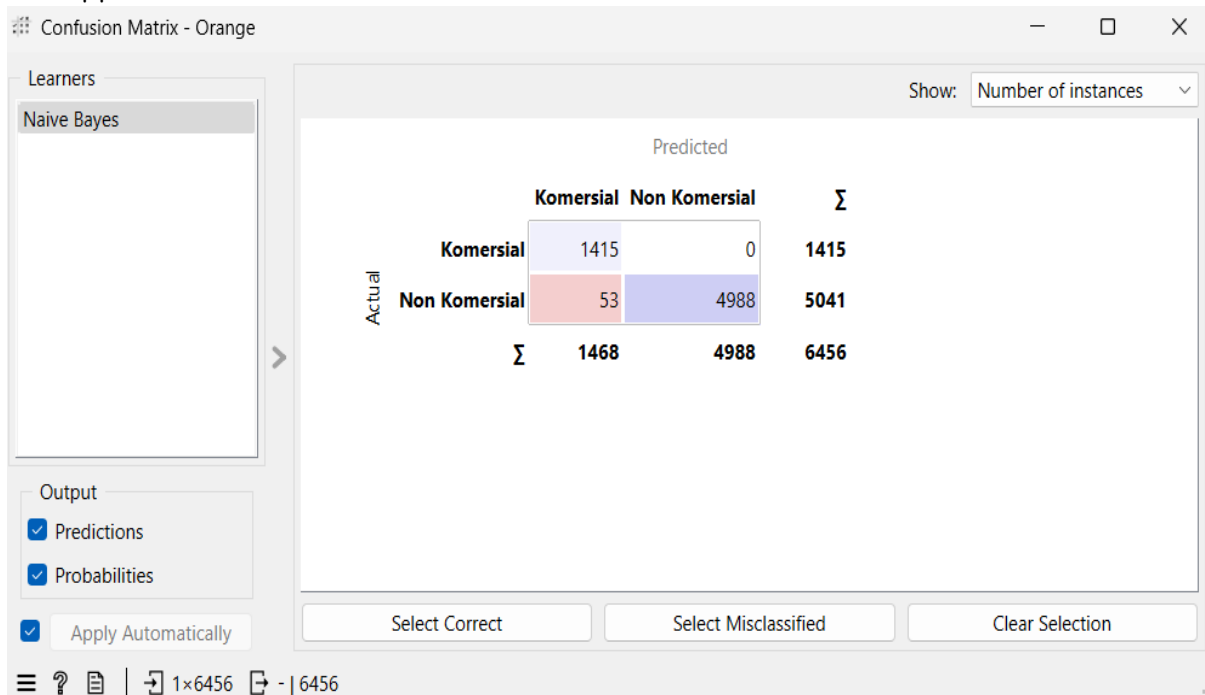 Confusion Matrix - Orange
Learners
Naive Bayes
Show: Number of instances
Predicted
Komersial Non Komersial ∑
Actual
Komersial 1415 0 1415
Non Komersial 53 4988 5041
∑ 1468 4988 6456
Output
Predictions
Probabilities
Apply Automatically
Select Correct Select Misclassified Clear Selection
1×6456 - | 6456